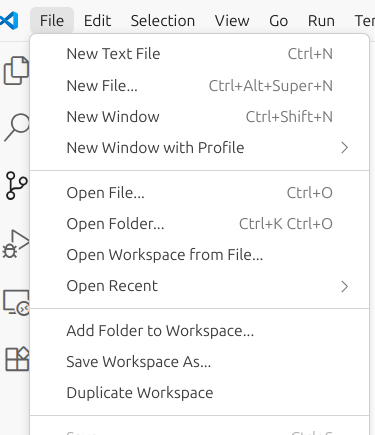 File Edit Selection View Go Run Ter
New Text File Ctrl+N
New File... Ctrl+Alt+Super+N
New Window Ctrl+Shift+N
New Window with Profile
Open File... Ctrl+O
Open Folder... Ctrl+K Ctrl+O
Open Workspace from File...
Open Recent
Add Folder to Workspace...
Save Workspace As...
Duplicate Workspace